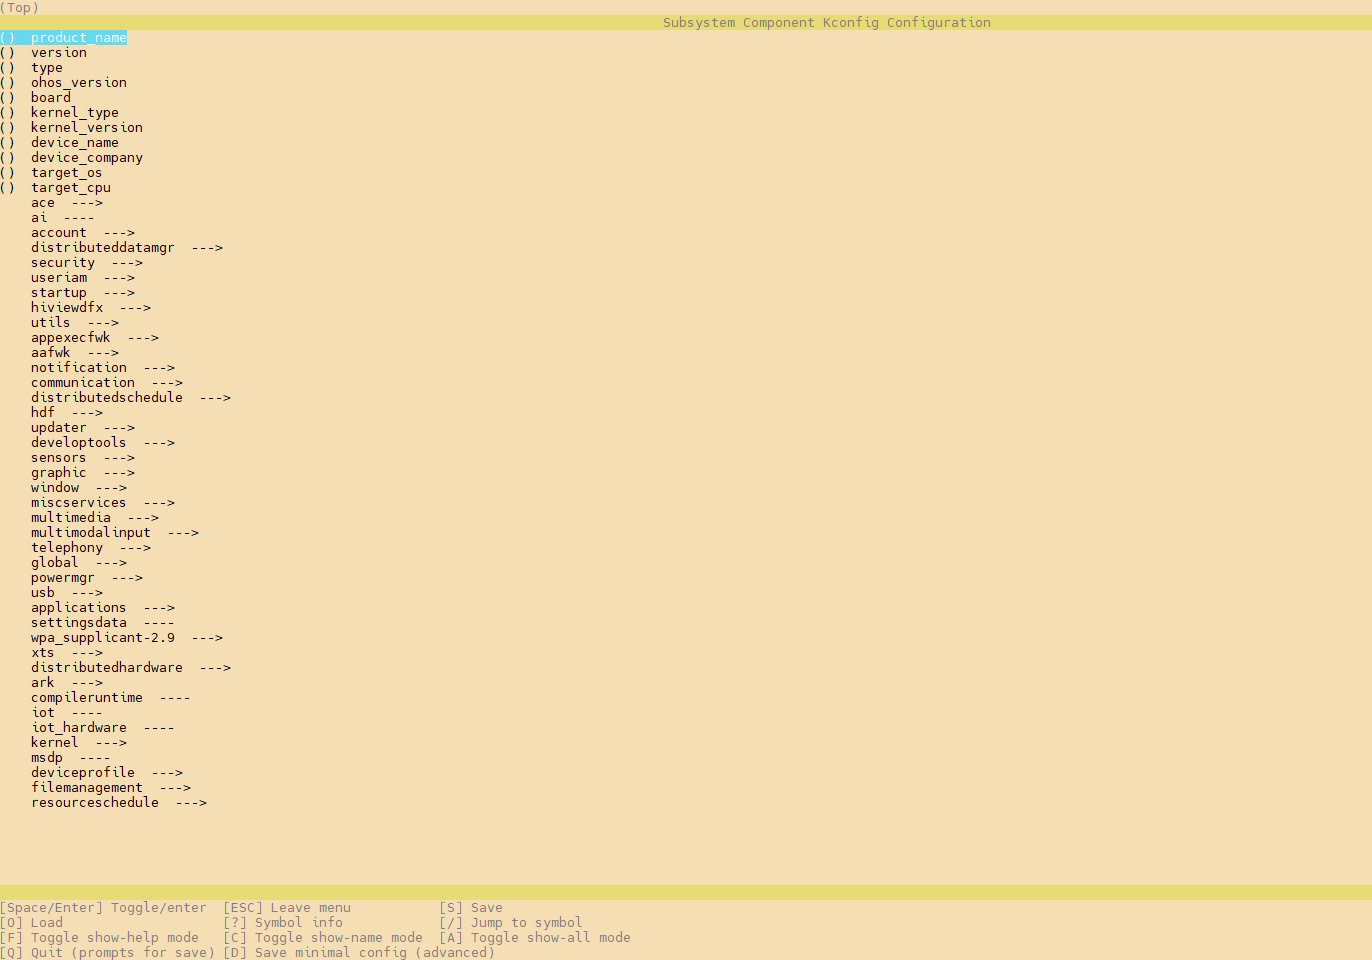 (Top)
Subsystem Component Kconfig Configuration
() product_name
() version
() type
() ohos_version
() board
() kernel_type
() kernel_version
() device_name
() device_company
() target_os
() target_cpu
ace --->
ai ----
account --->
distributeddatamgr --->
security --->
useriam --->
startup --->
hiviewdfx --->
utils --->
appexecfwk --->
aafwk --->
notification --->
communication --->
distributedschedule --->
hdf --->
updater --->
developtools --->
sensors --->
graphic --->
window --->
miscservices --->
multimedia --->
multimodalinput --->
telephony --->
global --->
powermgr --->
usb --->
applications --->
settingsdata ----
wpa_supplicant-2.9 --->
xts --->
distributedhardware --->
ark --->
compileruntime ----
iot ----
iot_hardware ----
kernel --->
msdp ----
deviceprofile --->
filemanagement --->
resourceschedule --->
[Space/Enter] Toggle/enter [ESC] Leave menu [S] Save
[O] Load [?] Symbol info [/] Jump to symbol
[F] Toggle show-help mode [C] Toggle show-name mode [A] Toggle show-all mode
[Q] Quit (prompts for save) [D] Save minimal config (advanced)